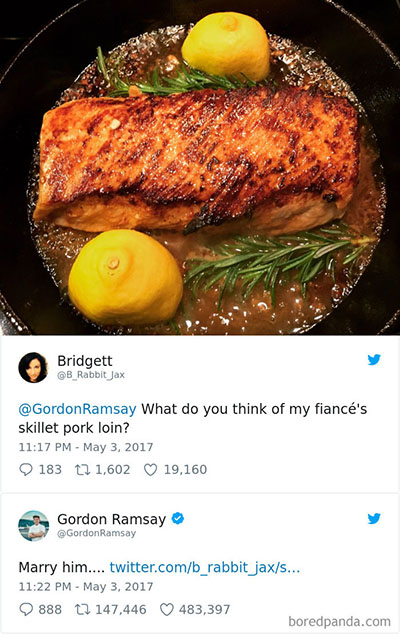 Bridgett
@B_Rabbit_Jax
@GordonRamsay What do you think of my fiancé's
skillet pork loin?
11:17 PM - May 3, 2017
183 1,602 19,160
Gordon Ramsay
@GordonRamsay
Marry him.... twitter.com/b_rabbit_jax/s…
11:22 PM - May 3, 2017
888 147,446 483,397
boredpanda.com